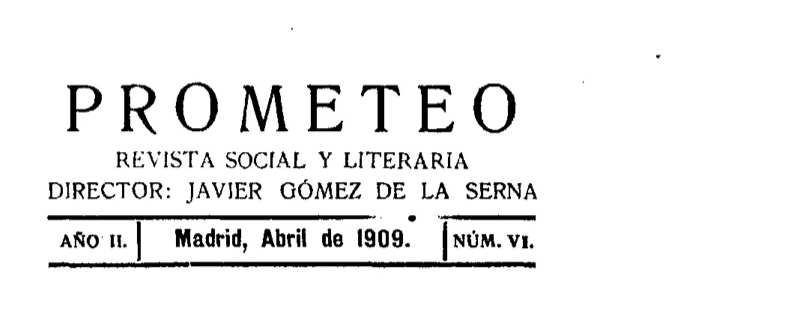 PROMETEO
REVISTA SOCIAL Y LITERARIA
DIRECTOR: JAVIER GÓMEZ DE LA SERNA
AÑO II. Madrid, Abril de 1909. NÚM. VI.